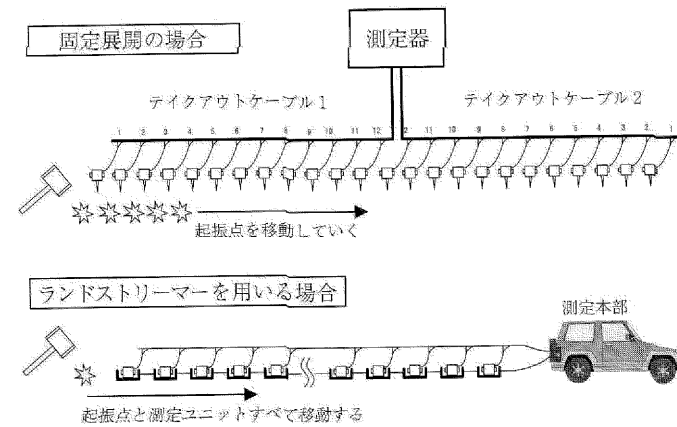 固定展開の場合
測定器
テイクアウトケーブル1
テイクアウトケーブル2
1 2 3 4 5 6 7 8 9 10 11 12
2 11 10 9 8 7 6 5 4 3 2 1
起振点を移動していく
ランドストリーマーを用いる場合
測定本部
起振点と測定ユニットすべて移動する